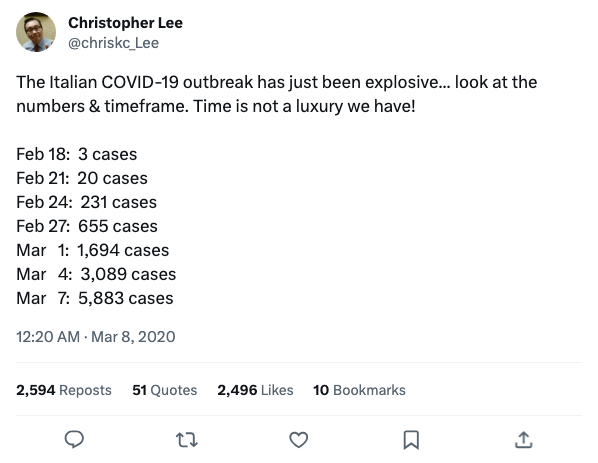 Christopher Lee
@chriskc_Lee
The Italian COVID-19 outbreak has just been explosive... look at the
numbers & timeframe. Time is not a luxury we have!
Feb 18: 3 cases
Feb 21: 20 cases
Feb 24: 231 cases
Feb 27: 655 cases
Mar 1: 1,694 cases
Mar 4: 3,089 cases
Mar 7: 5,883 cases
12:20 AM · Mar 8, 2020
2,594 Reposts 51 Quotes 2,496 Likes 10 Bookmarks